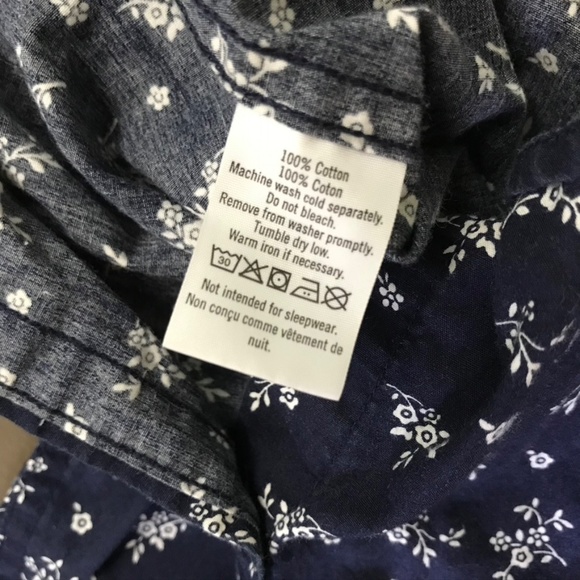 100% Cotton
100% Coton
Machine wash cold separately.
Do not bleach.
Remove from washer promptly.
Tumble dry low.
Warm iron if necessary.
30
Not intended for sleepwear.
Non conçu comme vêtement de
nuit.